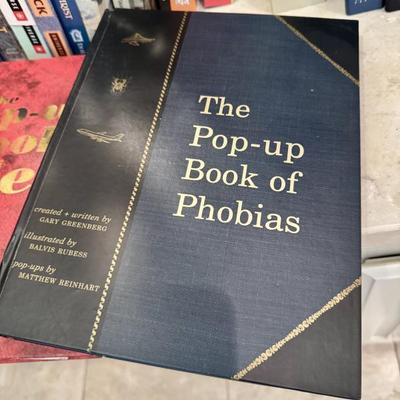 The
Pop-up
Book of
Phobias
created + written by
GARY GREENBERG
illustrated by
BALVIS RUBESS
pop-ups by
MATTHEW REINHART